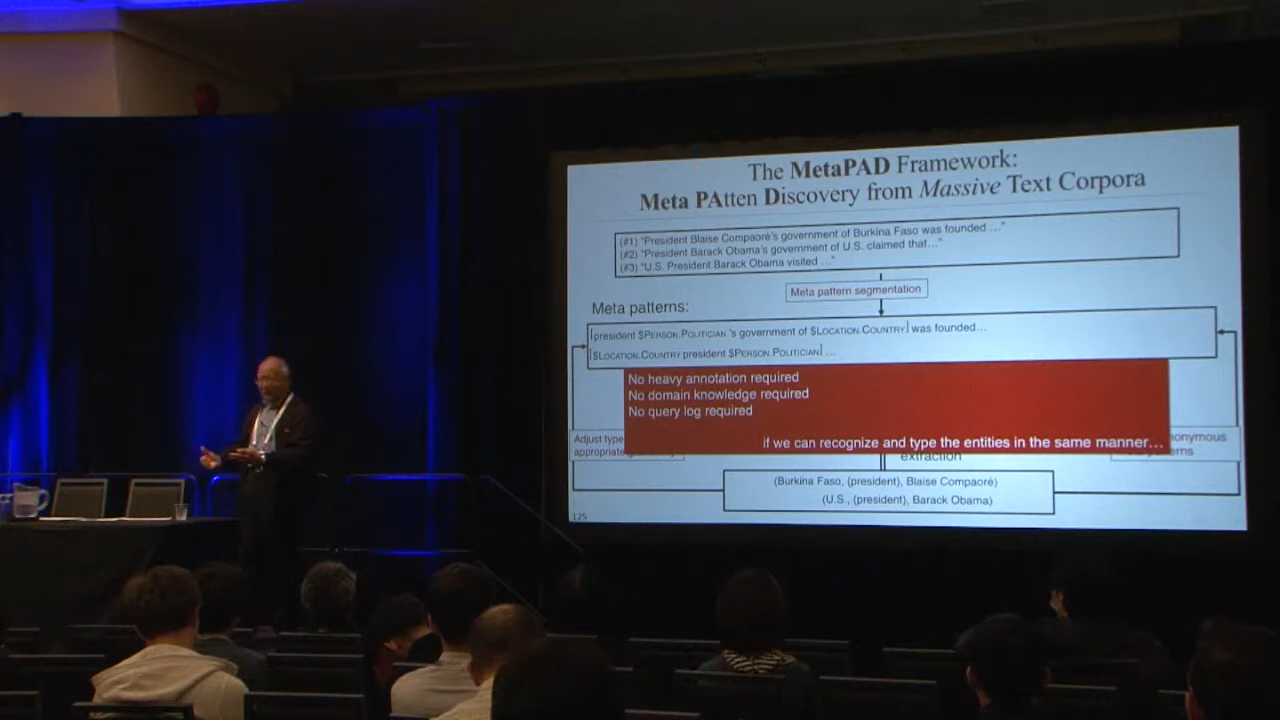 The MetaPAD Framework:
Meta PAtten Discovery from Massive Text Corpora
(#1) "President Blaise Compaoré's government of Burkina Faso was founded …"
(#2) "President Barack Obama's government of U.S. claimed that…"
(#3) "U.S. President Barack Obama visited …"
Meta pattern segmentation
Meta patterns:
[president $PERSON.POLITICIAN 's government of $LOCATION.COUNTRY] was founded…
[$LOCATION.COUNTRY president $PERSON.POLITICIAN] …
No heavy annotation required
No domain knowledge required
No query log required
if we can recognize and type the entities in the same manner…
Adjust type
appropriate
extraction
(Burkina Faso, {president}, Blaise Compaoré)
(U.S., {president}, Barack Obama)
125